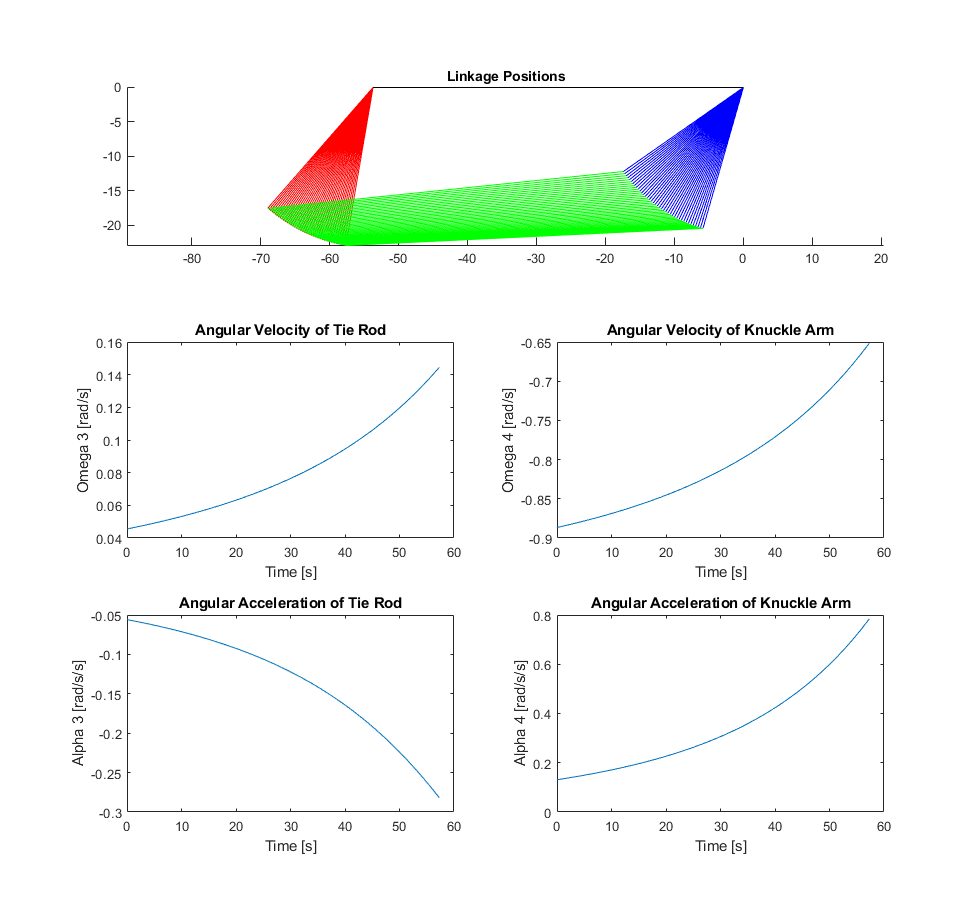 Linkage Positions
0
-5
-10
-15
-20
-80 -70 -60 -50 -40 -30 -20 -10 0 10 20
Angular Velocity of Tie Rod
0.16
0.14
0.12
0.1
0.08
0.06
0.04
Omega 3 [rad/s]
0 10 20 30 40 50 60
Time [s]
Angular Velocity of Knuckle Arm
-0.65
-0.7
-0.75
-0.8
-0.85
-0.9
Omega 4 [rad/s]
0 10 20 30 40 50 60
Time [s]
Angular Acceleration of Tie Rod
-0.05
-0.1
-0.15
-0.2
-0.25
-0.3
Alpha 3 [rad/s/s]
0 10 20 30 40 50 60
Time [s]
Angular Acceleration of Knuckle Arm
0.8
0.6
0.4
0.2
0
Alpha 4 [rad/s/s]
0 10 20 30 40 50 60
Time [s]